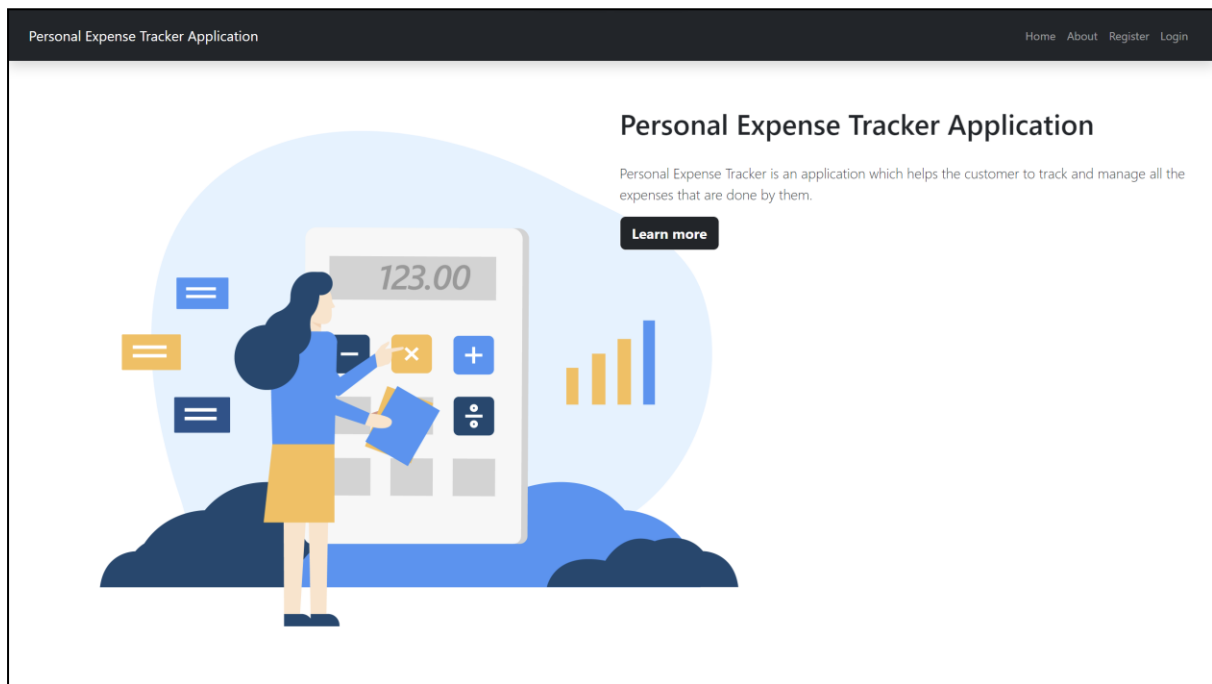 Personal Expense Tracker Application
Home About Register Login
Personal Expense Tracker Application
Personal Expense Tracker is an application which helps the customer to track and manage all the
expenses that are done by them.
Learn more
123.00
− × +
÷